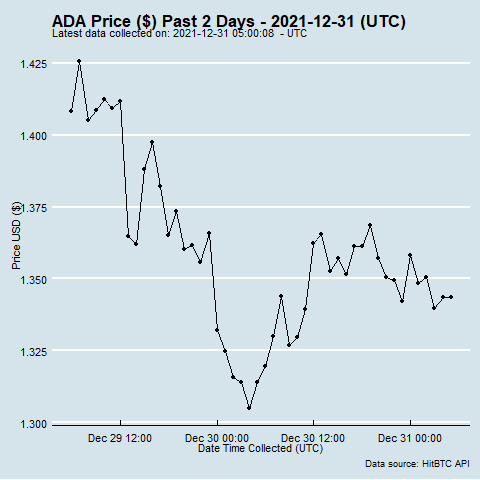 ADA Price ($) Past 2 Days - 2021-12-31 (UTC)
Latest data collected on: 2021-12-31 05:00:08  - UTC
1.425
1.400
1.375
1.350
1.325
1.300
Price USD ($)
Dec 29 12:00
Dec 30 00:00
Dec 30 12:00
Dec 31 00:00
Date Time Collected (UTC)
Data source: HitBTC API